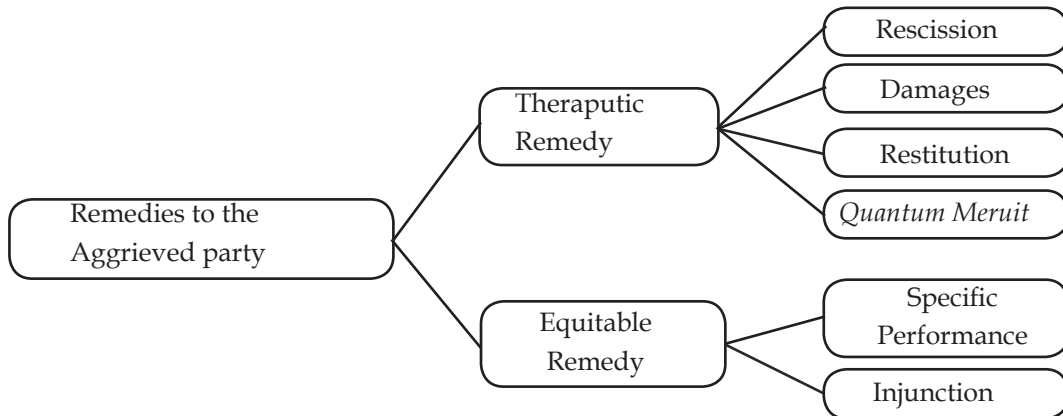 Remedies to the
Aggrieved party
Theraputic
Remedy
Rescission
Damages
Restitution
Quantum Meruit
Equitable
Remedy
Specific
Performance
Injunction